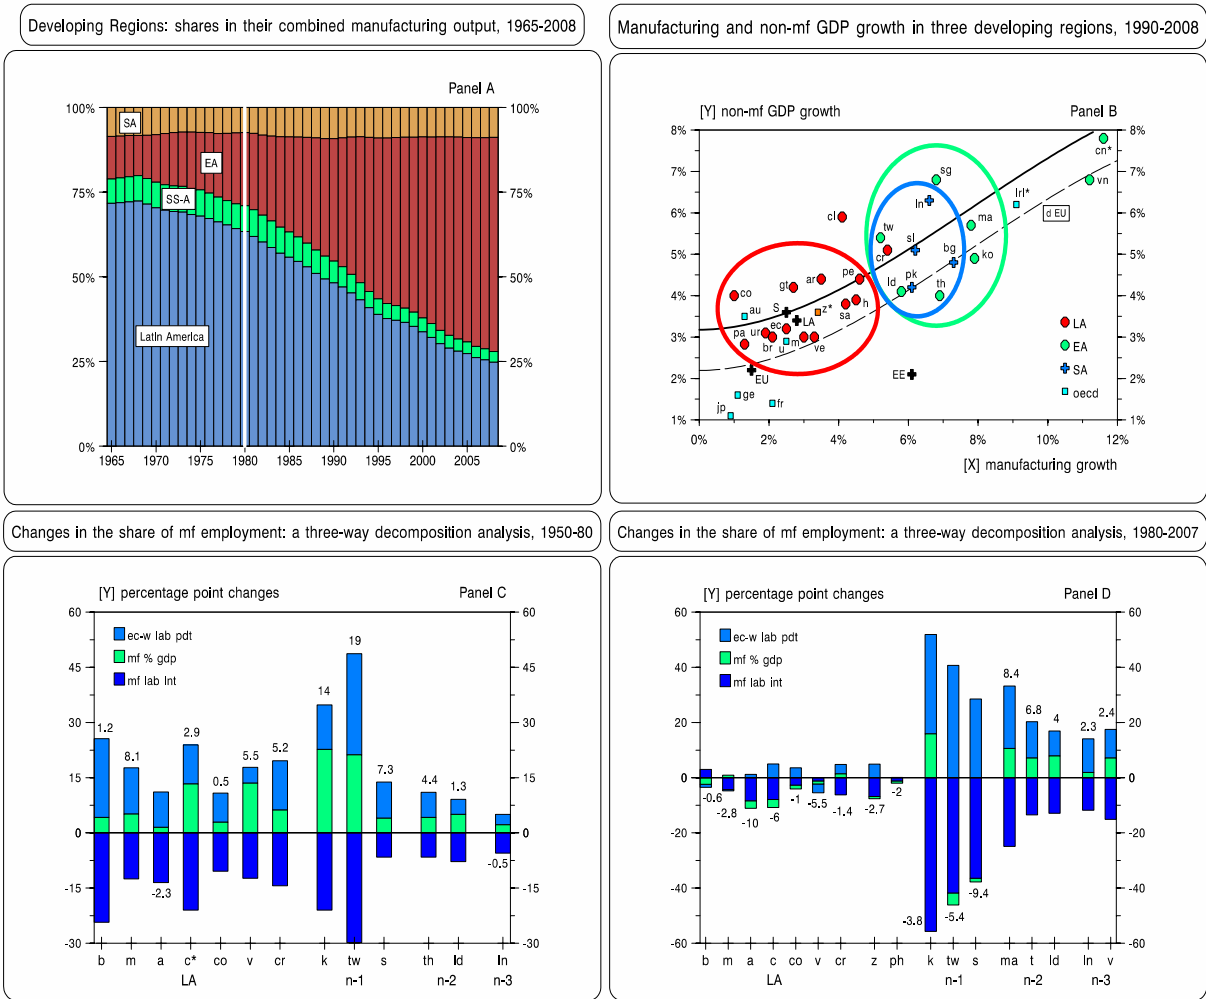 Developing Regions: shares in their combined manufacturing output, 1965-2008
Panel A
100%
100%
SA
EA
75%
75%
SS-A
50%
50%
Latin America
25%
25%
0%
0%
1965 1970 1975 1980 1985 1990 1995 2000 2005
Manufacturing and non-mf GDP growth in three developing regions, 1990-2008
[Y] non-mf GDP growth
Panel B
8%
8%
cn*
7%
sg
vn
7%
ln
Irl*
6%
cl
ma
d EU
6%
tw
sl
5%
cr
bg
ko
5%
pe
pk
ar
gt
ld
th
4%
co
4%
S
z*
h
au
LA
sa
LA
ec
pa
ur
EA
3%
br
u
m
ve
3%
SA
EU
EE
2%
2%
oecd
ge
jp
fr
1%
1%
0% 2% 4% 6% 8% 10% 12%
[X] manufacturing growth
Changes in the share of mf employment: a three-way decomposition analysis, 1950-80
[Y] percentage point changes
Panel C
60
60
ec-w lab pdt
mf % gdp
mf lab Int
45
45
30
30
15
15
0
0
-15
-15
-30
-30
1.2 8.1 -2.3 2.9 0.5 5.5 5.2 14 19 7.3 4.4 1.3 -0.5
b m a c* co v cr k tw s th ld ln
LA n-1 n-2 n-3
Changes in the share of mf employment: a three-way decomposition analysis, 1980-2007
[Y] percentage point changes
Panel D
60
60
ec-w lab pdt
mf % gdp
mf lab int
40
40
20
20
0
0
-20
-20
-40
-40
-60
-60
-0.6 -2.8 -10 -6 -1 -5.5 -1.4 -2.7 -2 -3.8 -5.4 -9.4 8.4 6.8 4 2.3 2.4
b m a c co v cr z ph k tw s ma t ld ln v
LA n-1 n-2 n-3